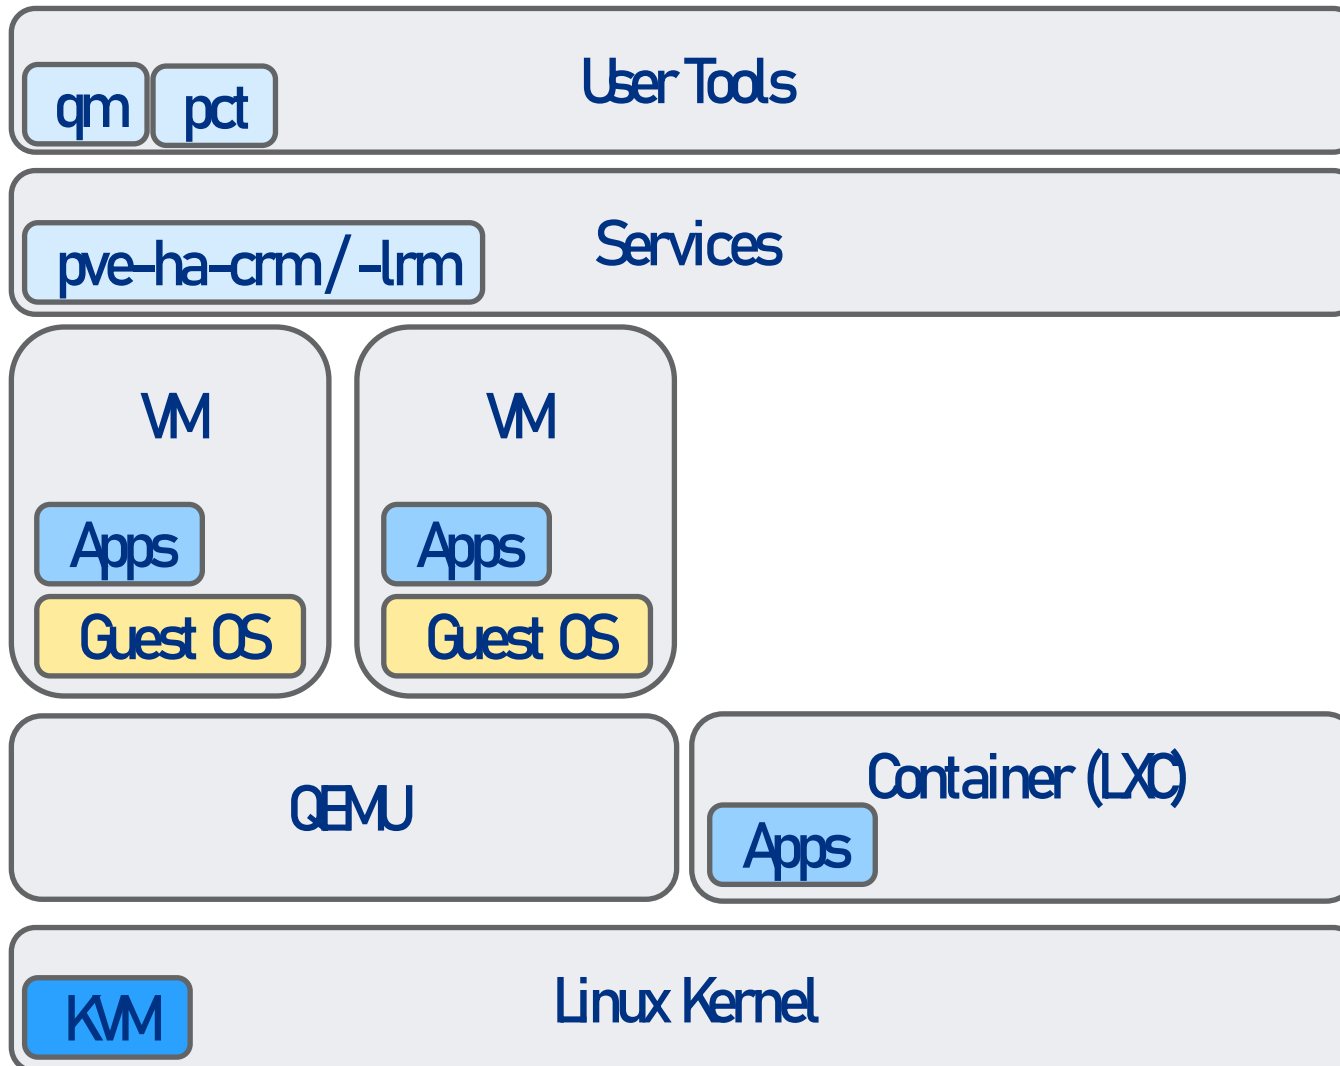 User Tools
qm
pct
Services
pve-ha-crm/-lrm
VM
VM
Apps
Apps
Guest OS
Guest OS
QEMU
Container (LXC)
Apps
Linux Kernel
KVM